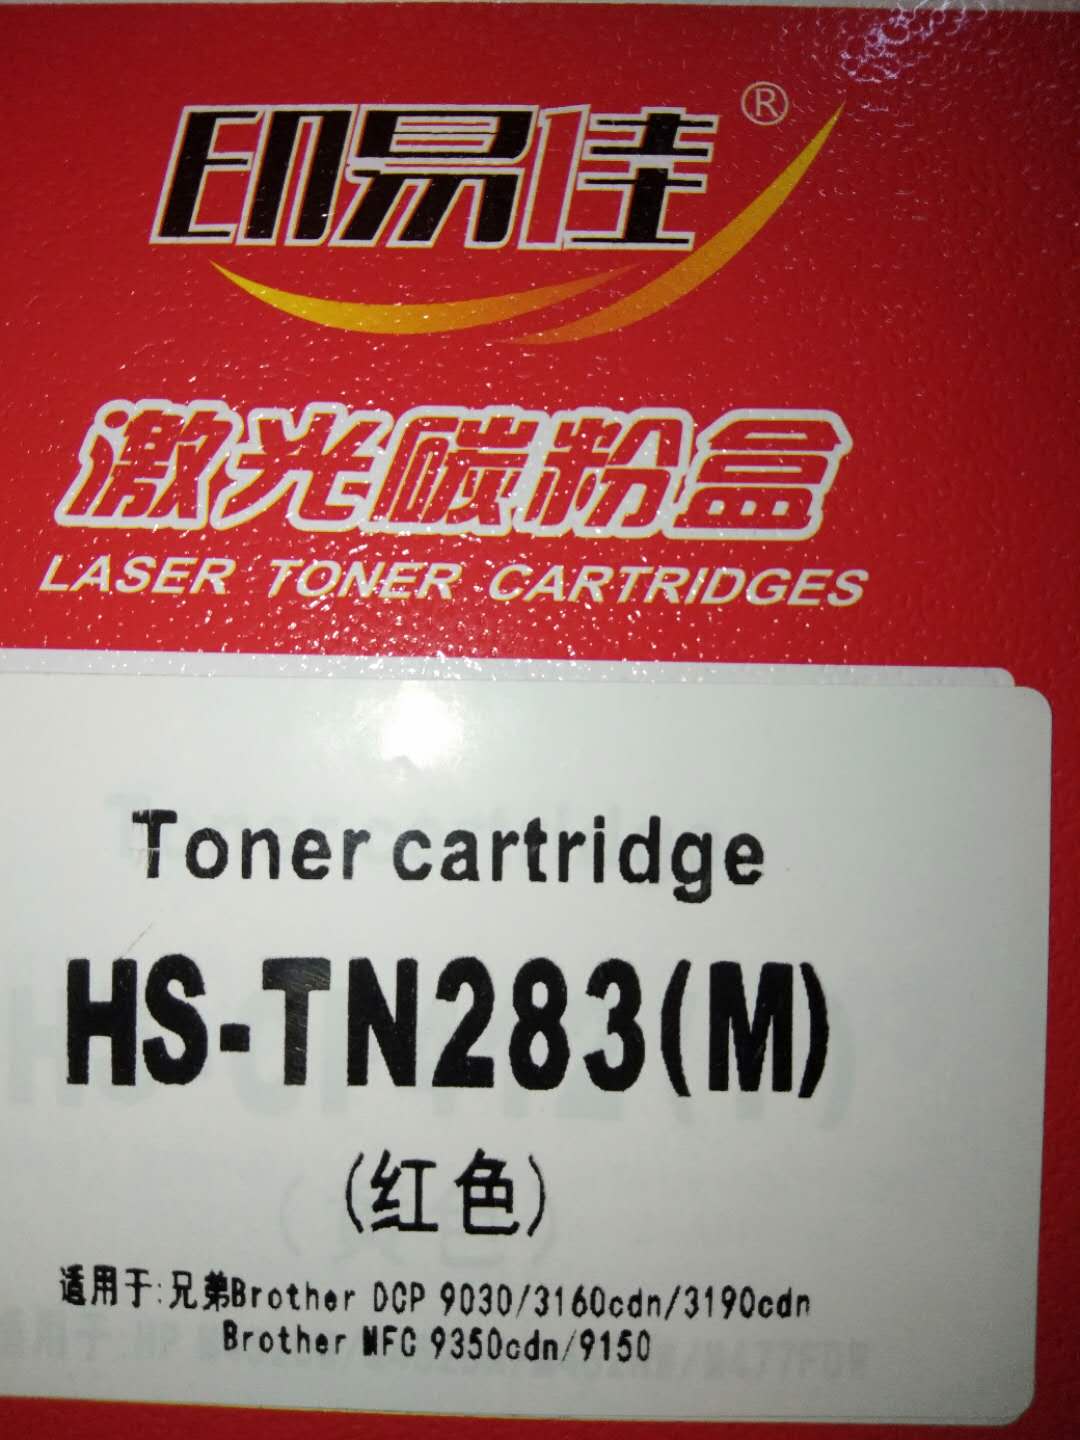 印易佳®
激光碳粉盒
LASER TONER CARTRIDGES
Toner cartridge
HS-TN283(M)
(红色)
适用于:兄弟Brother DCP 9030/3160cdn/3190cdn
Brother MFC 9350cdn/9150